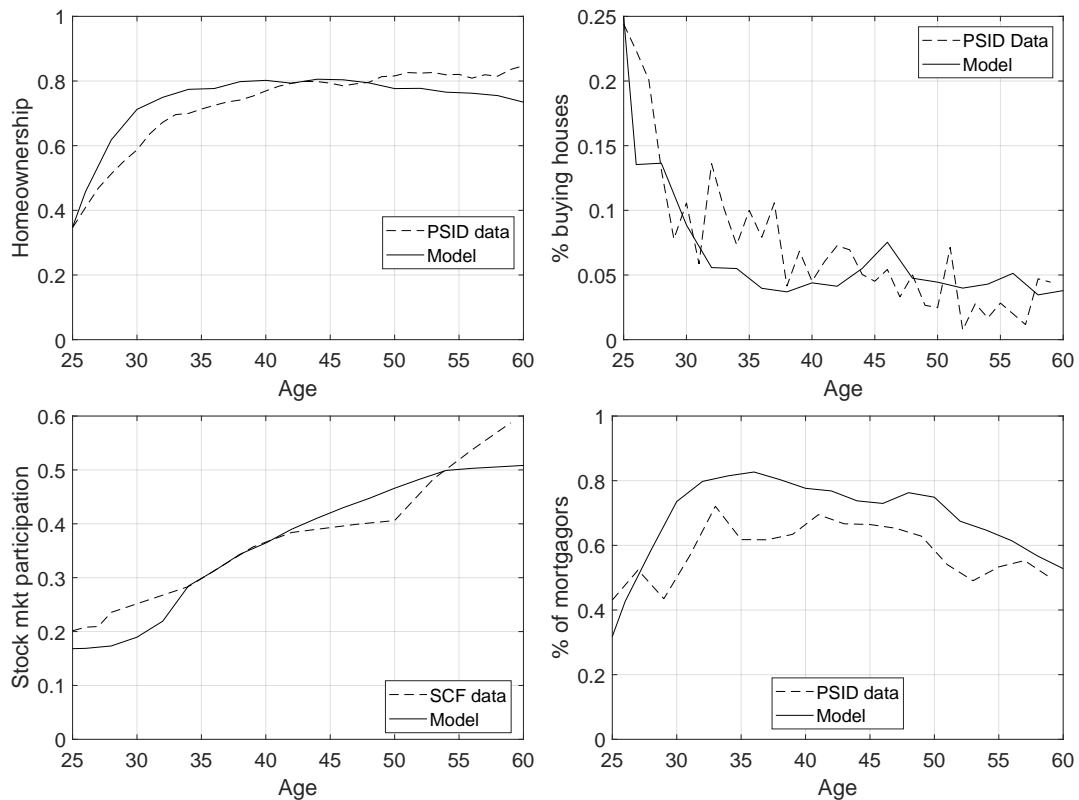 1
0.8
0.6
0.4
0.2
0
Homeownership
25 30 35 40 45 50 55 60
Age
PSID data
Model
0.25
0.2
0.15
0.1
0.05
0
% buying houses
25 30 35 40 45 50 55 60
Age
PSID Data
Model
0.6
0.5
0.4
0.3
0.2
0.1
0
Stock mkt participation
25 30 35 40 45 50 55 60
Age
SCF data
Model
1
0.8
0.6
0.4
0.2
0
% of mortgagors
25 30 35 40 45 50 55 60
Age
PSID data
Model